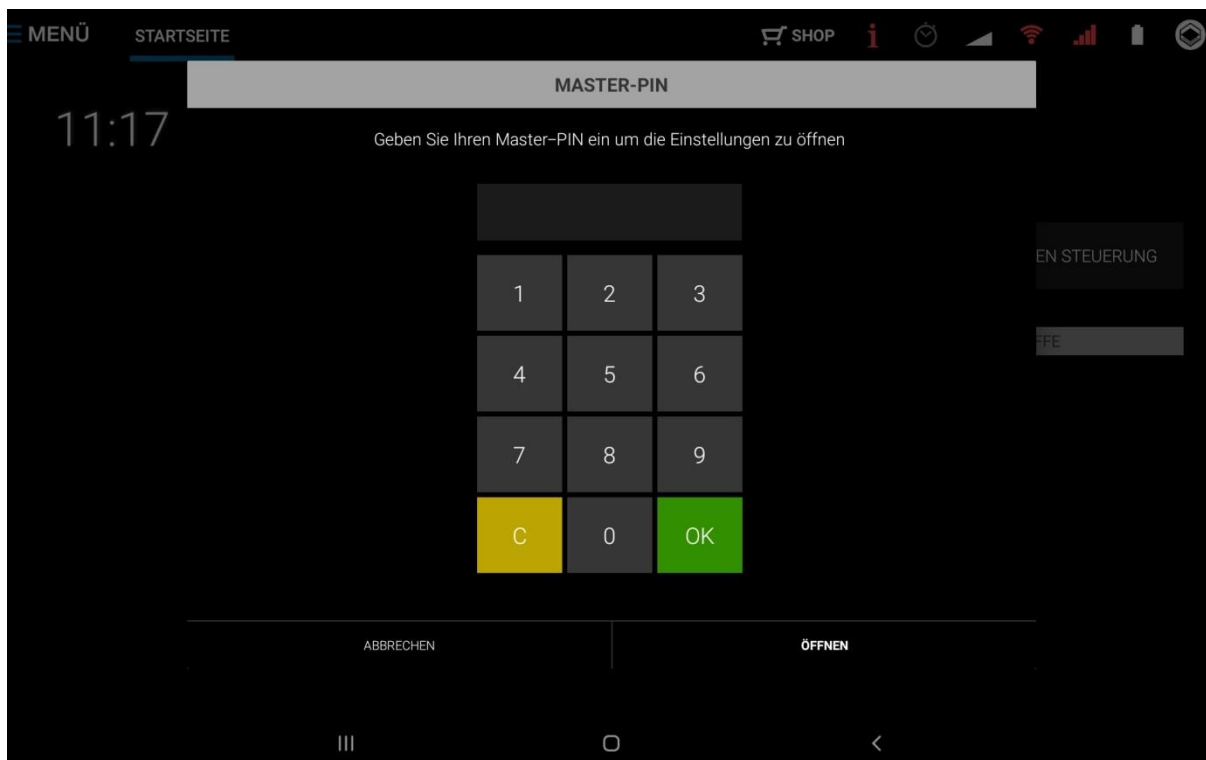 MENÜ STARTSEITE SHOP i
MASTER-PIN
11:17
Geben Sie Ihren Master-PIN ein um die Einstellungen zu öffnen
EN STEUERUNG
1 2 3
FFE
4 5 6
7 8 9
C 0 OK
ABBRECHEN ÖFFNEN